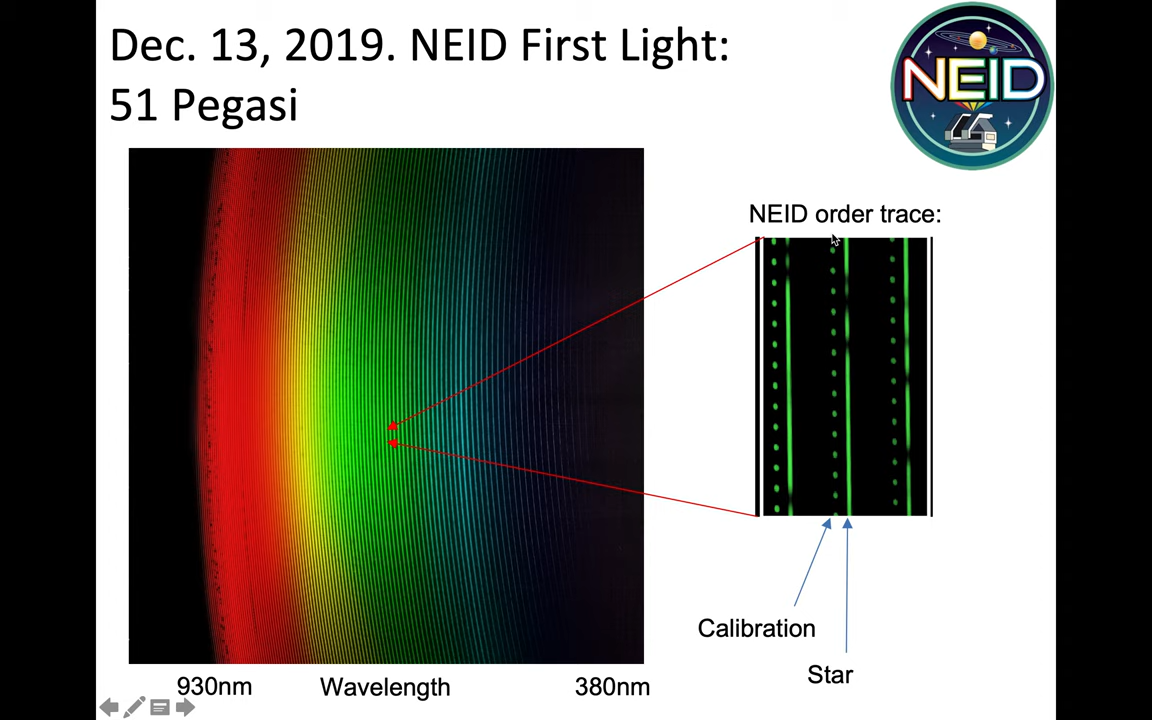 Dec. 13, 2019. NEID First Light:
51 Pegasi
NEID
NEID order trace:
Calibration
Star
930nm Wavelength 380nm